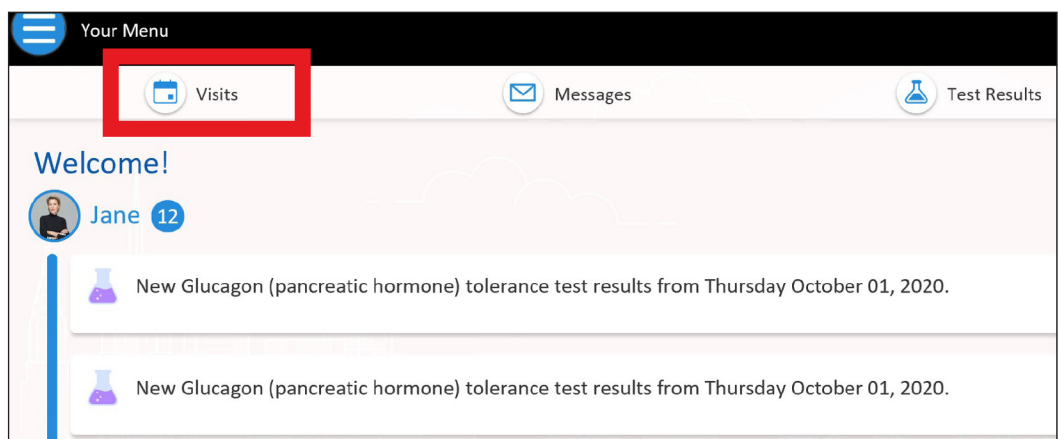 Your Menu
Visits Messages Test Results
Welcome!
Jane 12
New Glucagon (pancreatic hormone) tolerance test results from Thursday October 01, 2020.
New Glucagon (pancreatic hormone) tolerance test results from Thursday October 01, 2020.